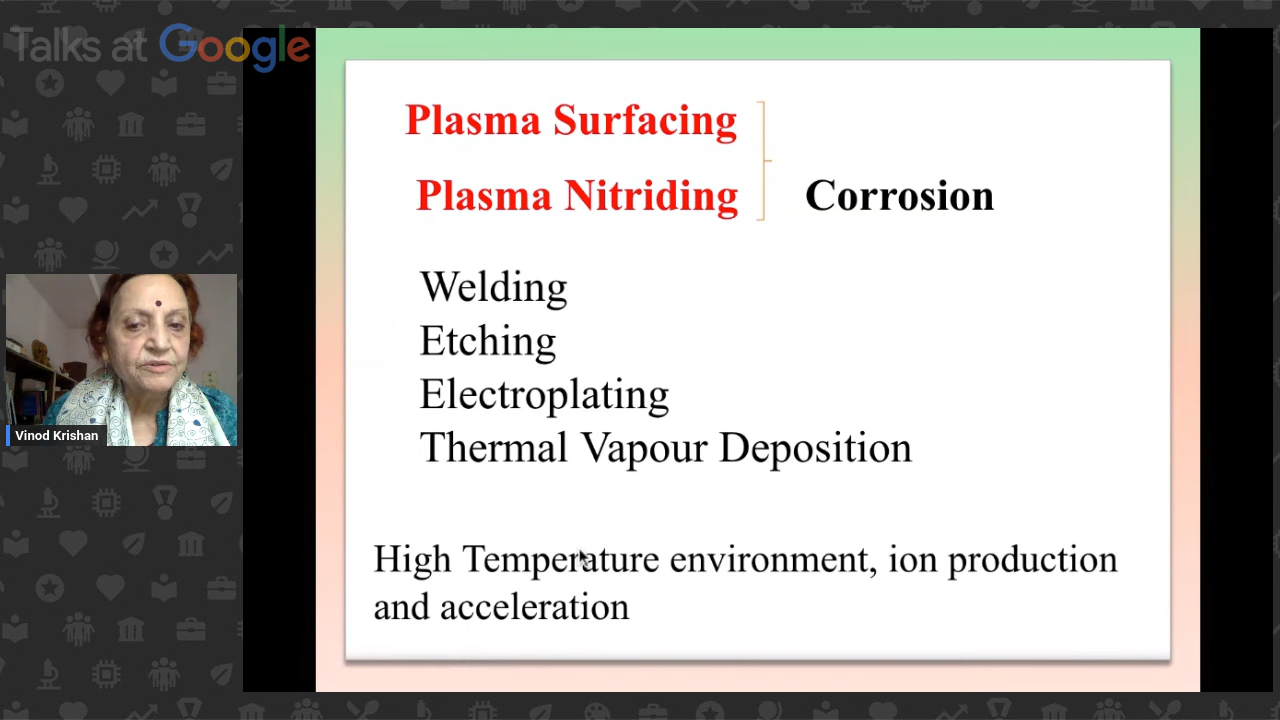 Talks at Google
Plasma Surfacing
Plasma Nitriding
Corrosion
Welding
Etching
Electroplating
Thermal Vapour Deposition
High Temperature environment, ion production
and acceleration
Vinod Krishan